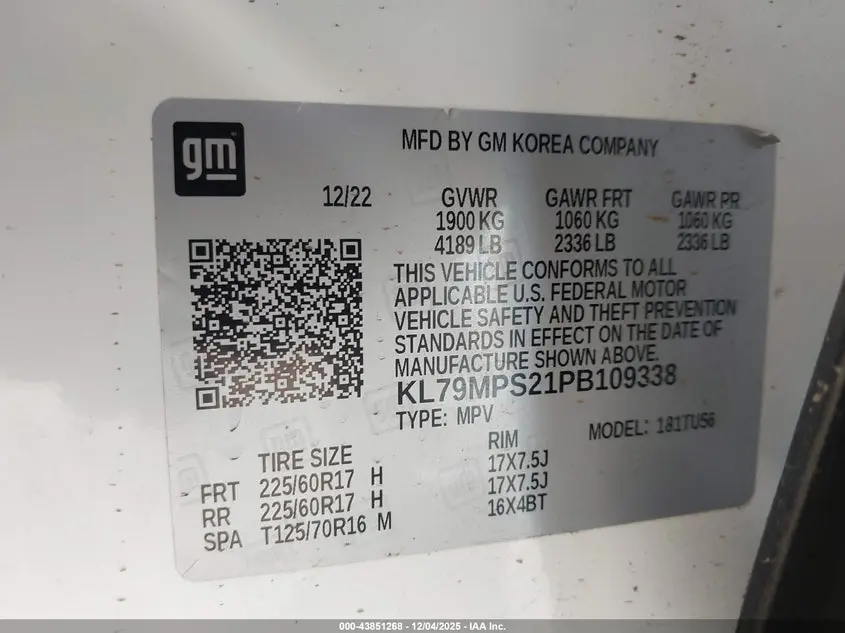 gm
MFD BY GM KOREA COMPANY
12/22 GVWR GAWR FRT GAWR RR
1900 KG 1060 KG 1060 KG
4189 LB 2336 LB 2336 LB
THIS VEHICLE CONFORMS TO ALL
APPLICABLE U.S. FEDERAL MOTOR
VEHICLE SAFETY AND THEFT PREVENTION
STANDARDS IN EFFECT ON THE DATE OF
MANUFACTURE SHOWN ABOVE.
KL79MPS21PB109338
TYPE: MPV MODEL: 181TU56
TIRE SIZE RIM
FRT 225/60R17 H 17X7.5J
RR 225/60R17 H 17X7.5J
SPA T125/70R16 M 16X4BT
000-43851268 - 12/04/2025 - IAA Inc.